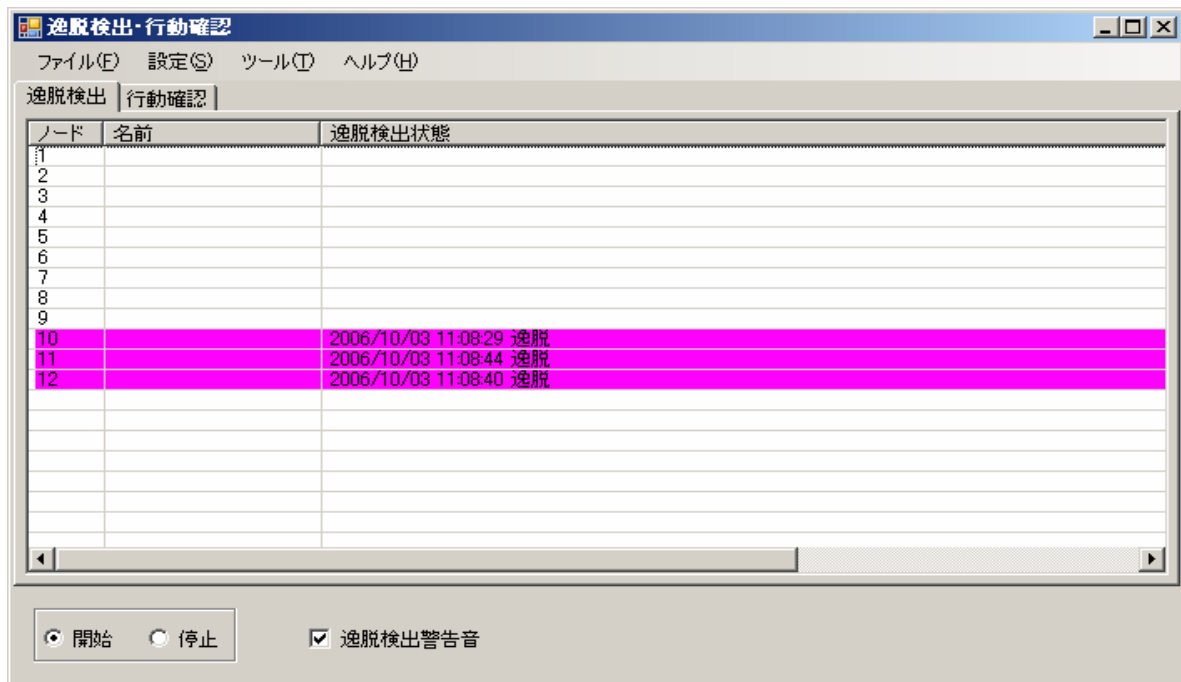 逸脱検出・行動確認
ファイル(F) 設定(S) ツール(T) ヘルプ(H)
逸脱検出 行動確認
ノード 名前 逸脱検出状態
1
2
3
4
5
6
7
8
9
10 2006/10/03 11:08:29 逸脱
11 2006/10/03 11:08:44 逸脱
12 2006/10/03 11:08:40 逸脱
開始 停止 逸脱検出警告音